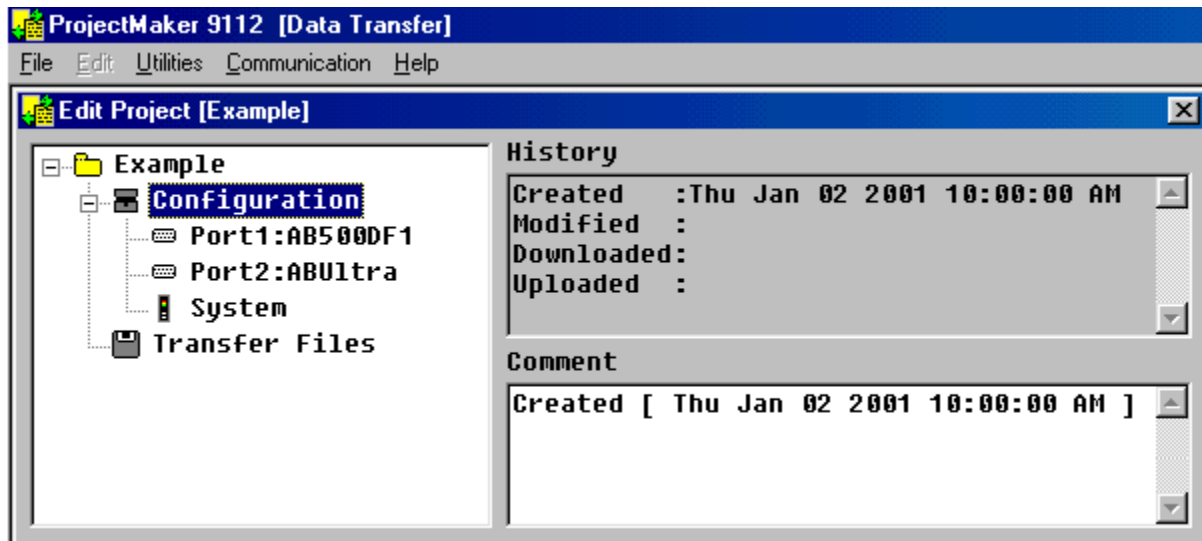 ProjectMaker 9112 [Data Transfer]
File Edit Utilities Communication Help
Edit Project [Example]
Example
Configuration
Port1:AB500DF1
Port2:ABUltra
System
Transfer Files
History
Created :Thu Jan 02 2001 10:00:00 AM
Modified :
Downloaded:
Uploaded :
Comment
Created [ Thu Jan 02 2001 10:00:00 AM ]